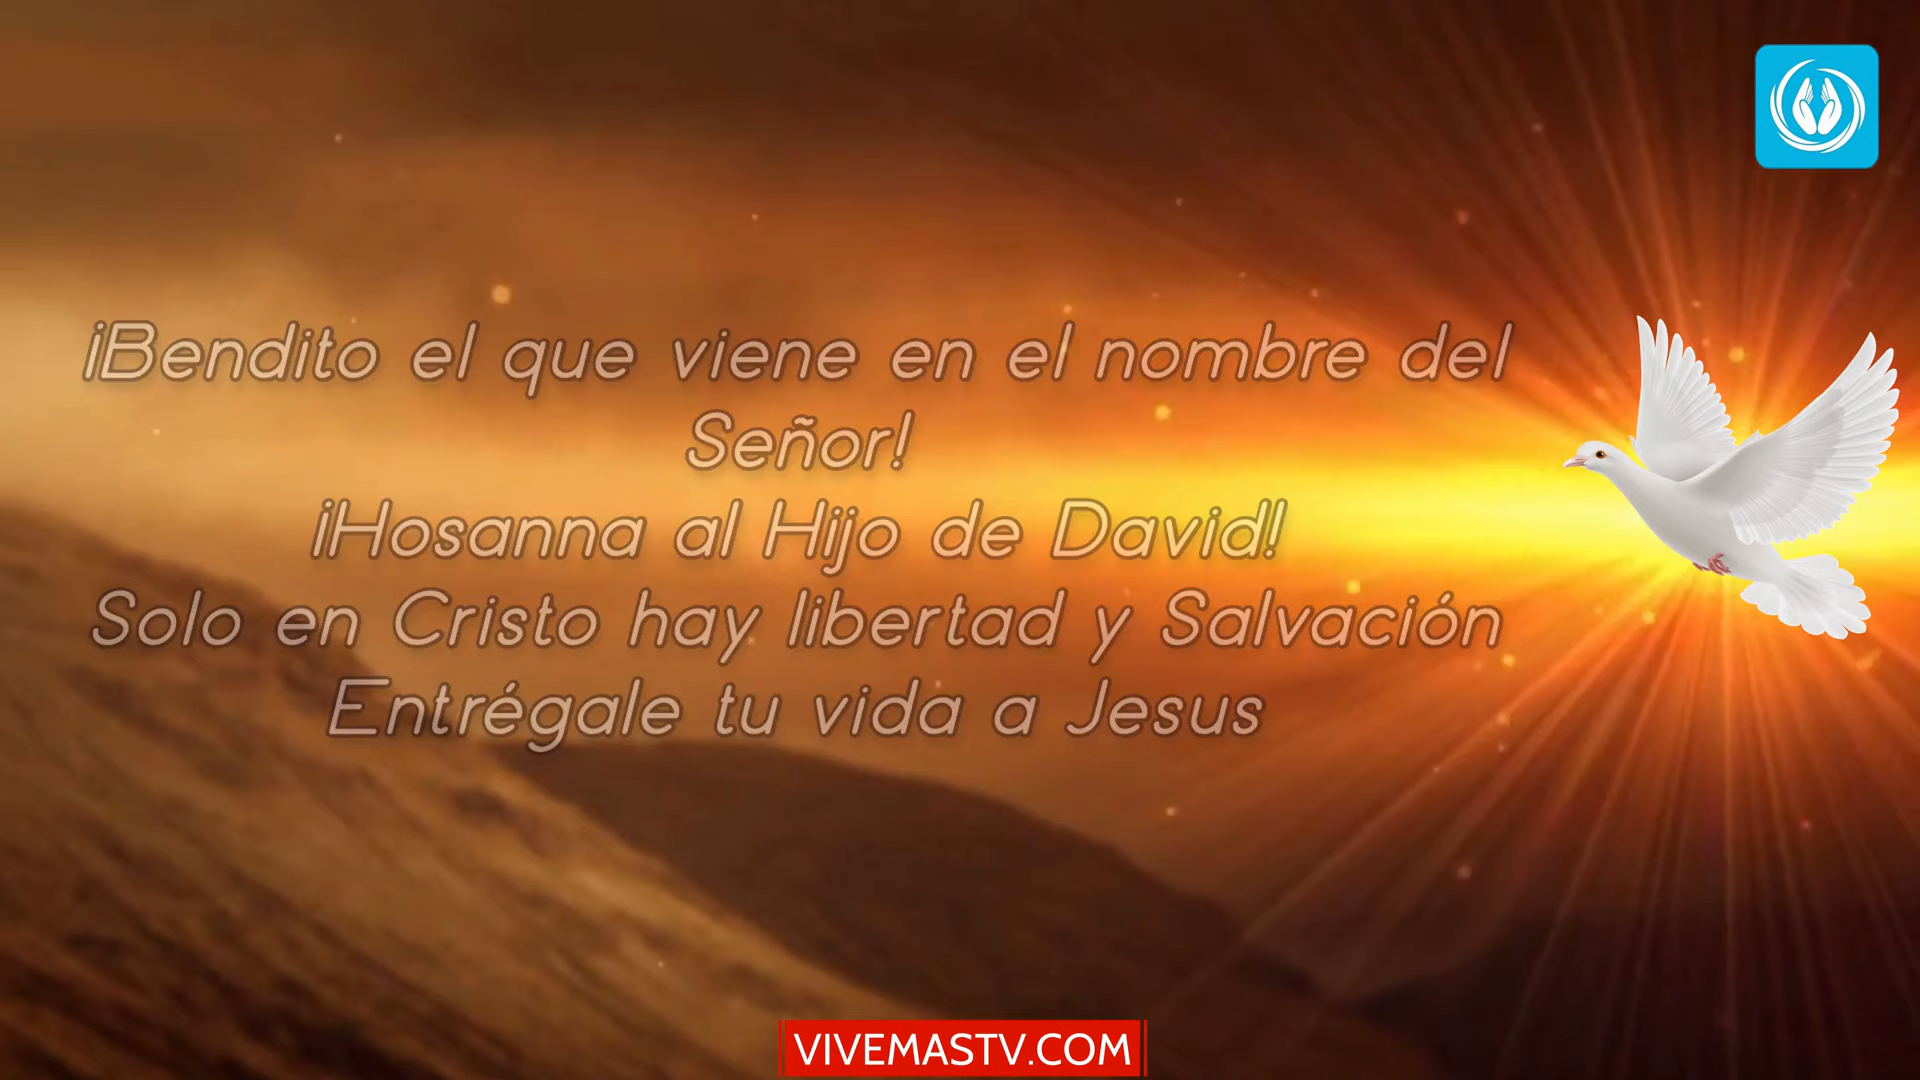 ¡Bendito el que viene en el nombre del
Señor!
¡Hosanna al Hijo de David!
Solo en Cristo hay libertad y Salvación
Entrégale tu vida a Jesus
VIVEMASTV.COM